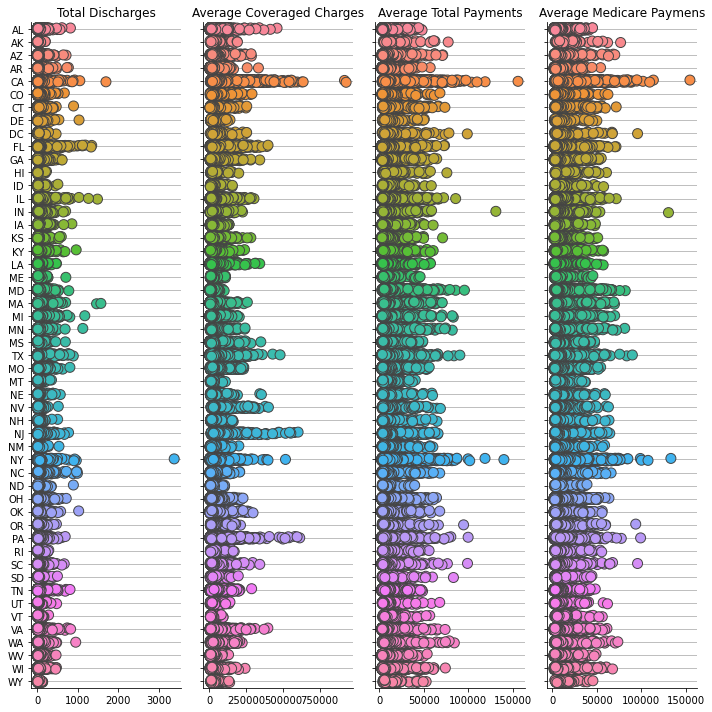 Total Discharges
Average Coveraged Charges
Average Total Payments
Average Medicare Paymens
AL
AK
AZ
AR
CA
CO
CT
DE
DC
FL
GA
HI
ID
IL
IN
IA
KS
KY
LA
ME
MD
MA
MI
MN
MS
TX
MO
MT
NE
NV
NH
NJ
NM
NY
NC
ND
OH
OK
OR
PA
RI
SC
SD
TN
UT
VT
VA
WA
WV
WI
WY
0 1000 2000 3000
0 250000 500000 750000
0 50000 100000 150000
0 50000 100000 150000